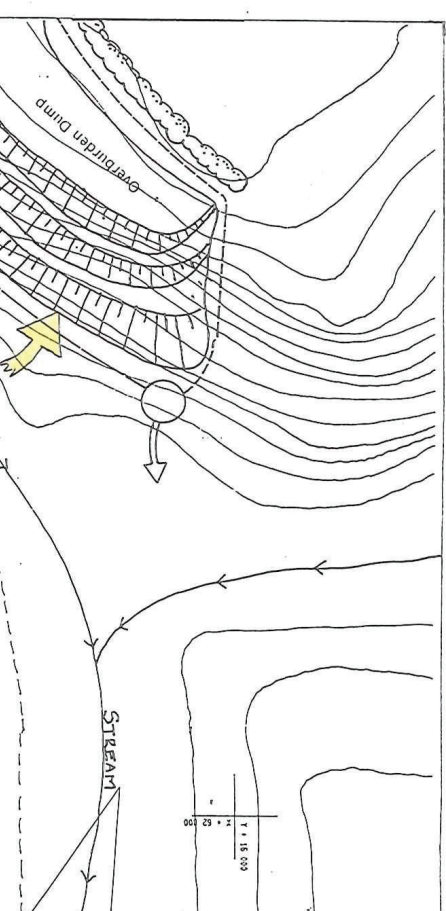 Overburden Dump
STREAM
Y = 16 000
X = 62 000